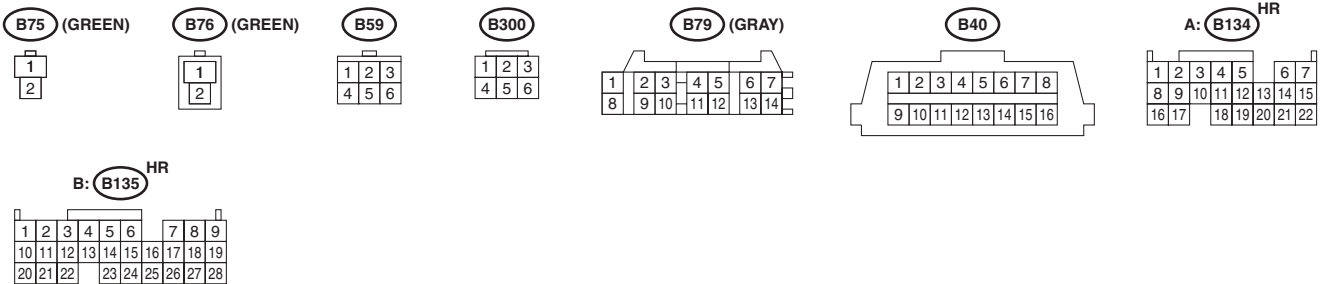 B75 (GREEN)
B76 (GREEN)
B59
B300
B79 (GRAY)
B40
A: B134 HR
1
2
1
2
1 2 3
4 5 6
1 2 3
4 5 6
1 2 3 4 5 6 7
8 9 10 11 12 13 14
1 2 3 4 5 6 7 8
9 10 11 12 13 14 15 16
1 2 3 4 5 6 7
8 9 10 11 12 13 14 15
16 17 18 19 20 21 22
B: B135 HR
1 2 3 4 5 6 7 8 9
10 11 12 13 14 15 16 17 18 19
20 21 22 23 24 25 26 27 28